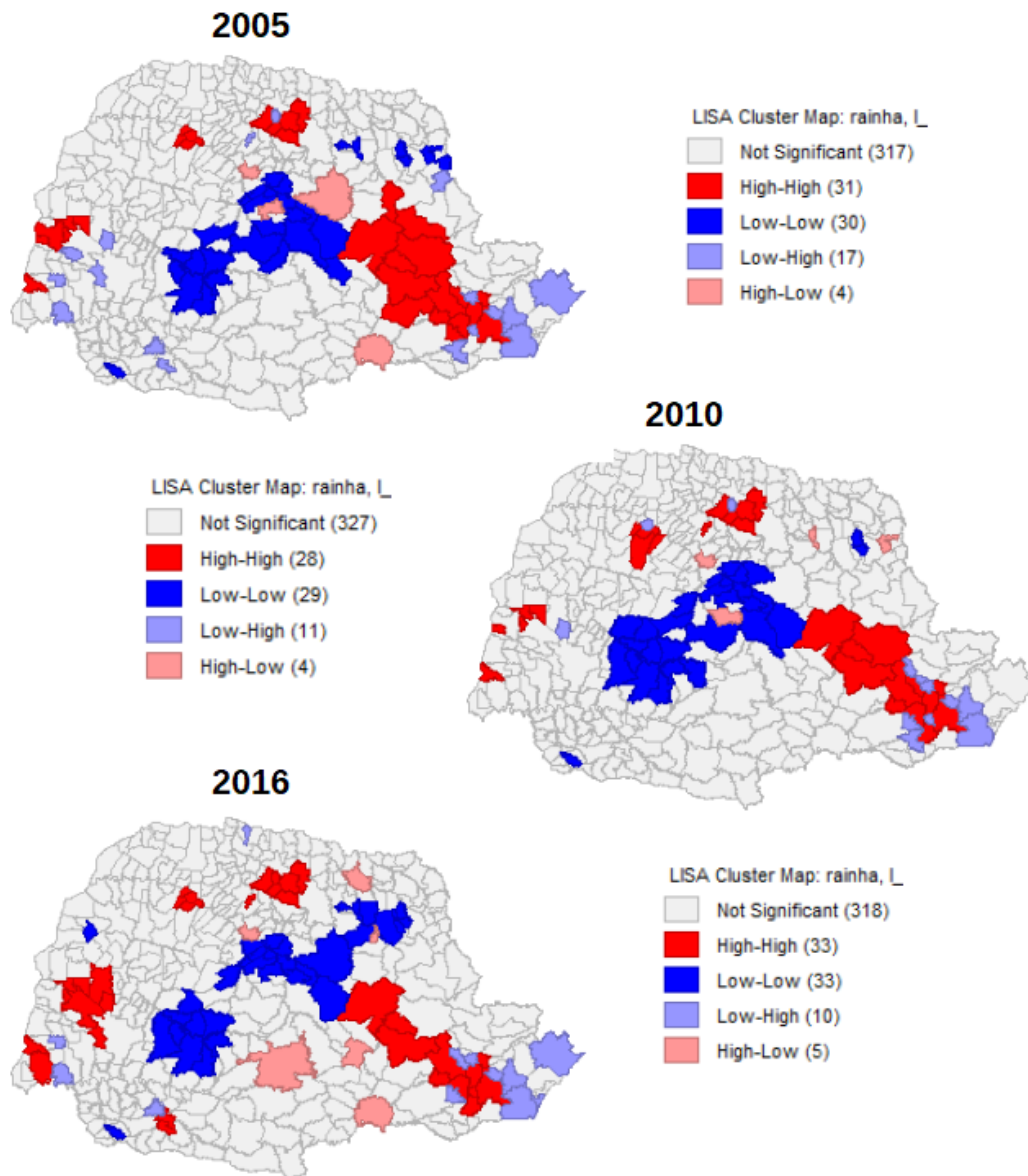 2005
LISA Cluster Map: rainha, I_
Not Significant (317)
High-High (31)
Low-Low (30)
Low-High (17)
High-Low (4)
2010
LISA Cluster Map: rainha, I_
Not Significant (327)
High-High (28)
Low-Low (29)
Low-High (11)
High-Low (4)
2016
LISA Cluster Map: rainha, I_
Not Significant (318)
High-High (33)
Low-Low (33)
Low-High (10)
High-Low (5)